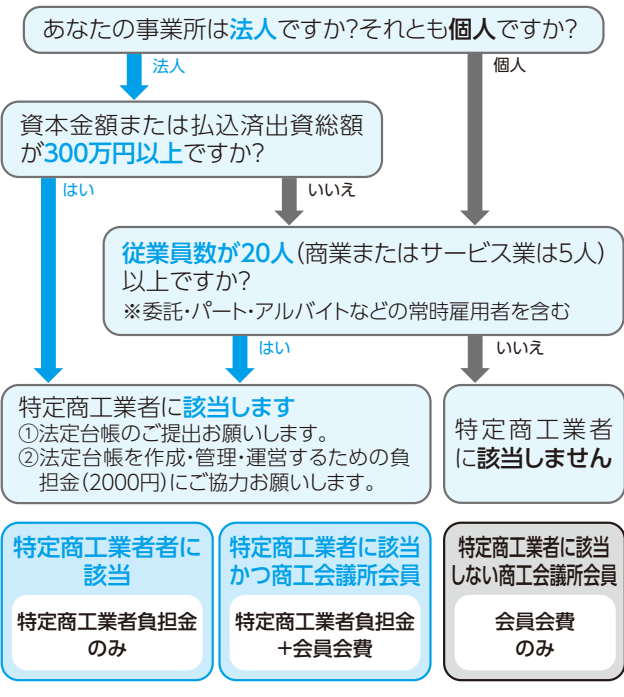 あなたの事業所は法人ですか?それとも個人ですか?
法人
個人
資本金額または払込済出資総額
が300万円以上ですか?
はい
いいえ
従業員数が20人(商業またはサービス業は5人)
以上ですか?
※委託・パート・アルバイトなどの常時雇用者を含む
はい
いいえ
特定商工業者に該当します
①法定台帳のご提出お願いします。
②法定台帳を作成・管理・運営するための負
担金(2000円)にご協力お願いします。
特定商工業者
に該当しません
特定商工業者者に
該当
特定商工業者負担金
のみ
特定商工業者に該当
かつ商工会議所会員
特定商工業者負担金
+会員会費
特定商工業者に該当
しない商工会議所会員
会員会費
のみ